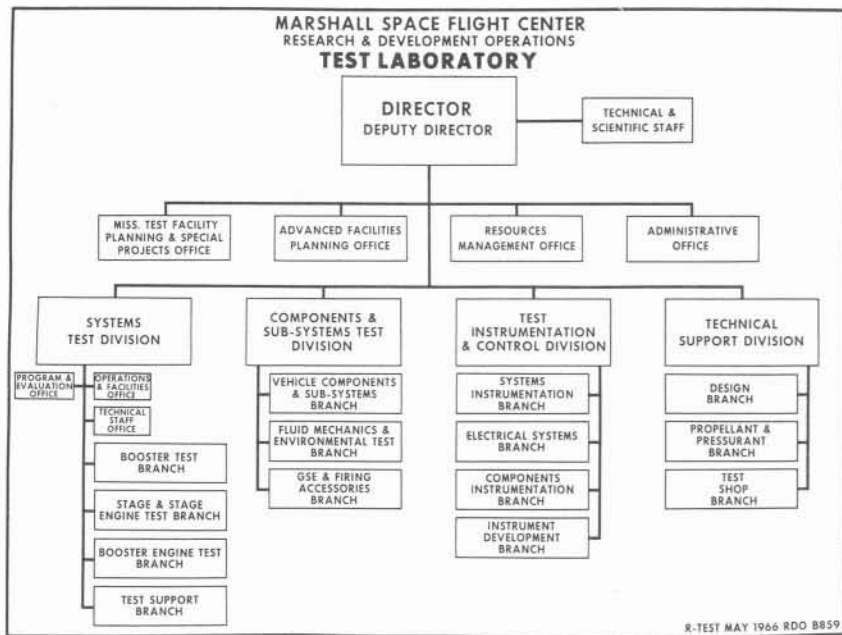 MARSHALL SPACE FLIGHT CENTER
RESEARCH & DEVELOPMENT OPERATIONS
TEST LABORATORY
DIRECTOR
DEPUTY DIRECTOR
TECHNICAL &
SCIENTIFIC STAFF
MISS. TEST FACILITY
PLANNING & SPECIAL
PROJECTS OFFICE
ADVANCED FACILITIES
PLANNING OFFICE
RESOURCES
MANAGEMENT OFFICE
ADMINISTRATIVE
OFFICE
SYSTEMS
TEST DIVISION
PROGRAM &
EVALUATION
OFFICE
OPERATIONS
& FACILITIES
OFFICE
TECHNICAL
STAFF
OFFICE
BOOSTER TEST
BRANCH
STAGE & STAGE
ENGINE TEST BRANCH
BOOSTER ENGINE TEST
BRANCH
TEST SUPPORT
BRANCH
COMPONENTS &
SUB-SYSTEMS TEST
DIVISION
VEHICLE COMPONENTS
& SUB-SYSTEMS
BRANCH
FLUID MECHANICS &
ENVIRONMENTAL TEST
BRANCH
GSE & FIRING
ACCESSORIES
BRANCH
TEST
INSTRUMENTATION
& CONTROL DIVISION
SYSTEMS
INSTRUMENTATION
BRANCH
ELECTRICAL SYSTEMS
BRANCH
COMPONENTS
INSTRUMENTATION
BRANCH
INSTRUMENT
DEVELOPMENT
BRANCH
TECHNICAL
SUPPORT DIVISION
DESIGN
BRANCH
PROPELLANT &
PRESSURANT
BRANCH
TEST
SHOP
BRANCH
R-TEST MAY 1966 RDO B859